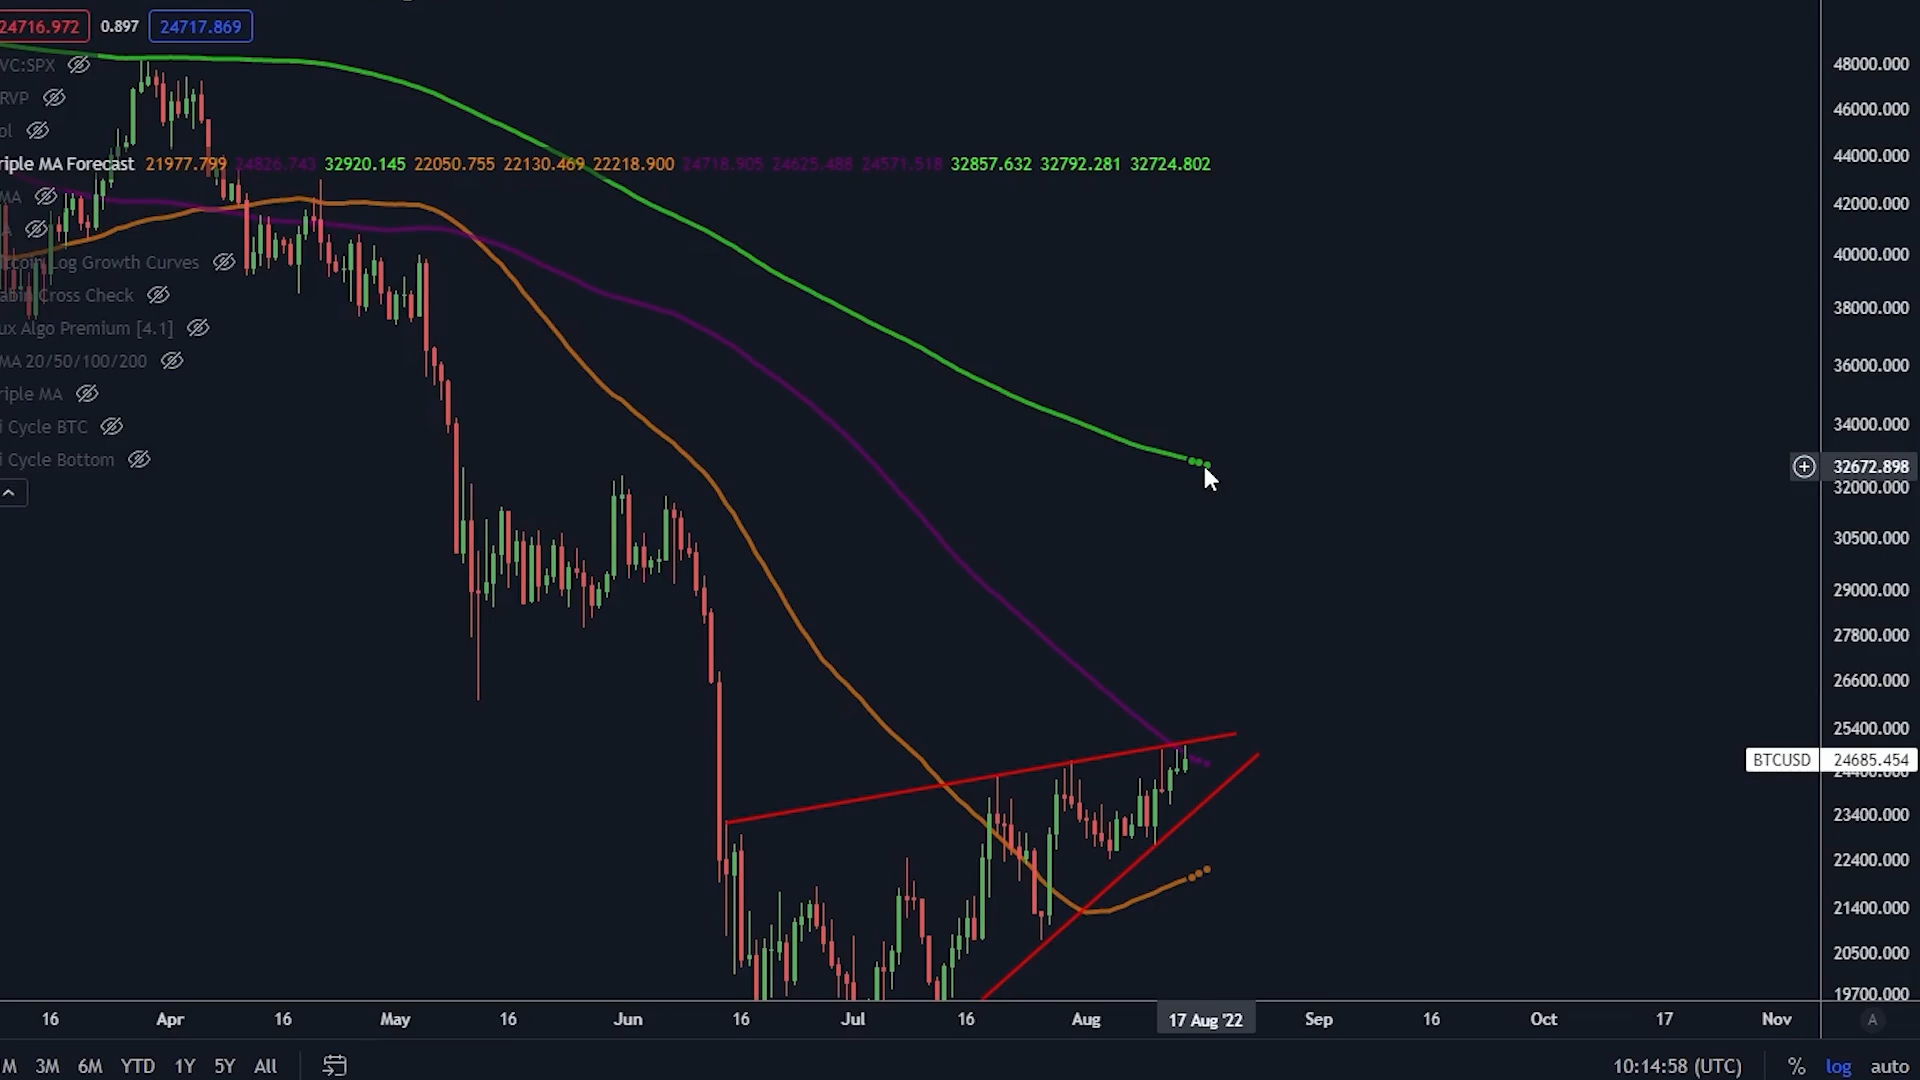 24716.972 0.897 24717.869
VC:SPX
RVP
ol
riple MA Forecast 21977.799 24826.743 32920.145 22050.755 22130.469 22218.900 24718.905 24625.488 24571.518 32857.632 32792.281 32724.802
MA
A
itcoin Log Growth Curves
abin Cross Check
ux Algo Premium [4.1]
MA 20/50/100/200
riple MA
i Cycle BTC
i Cycle Bottom
48000.000
46000.000
44000.000
42000.000
40000.000
38000.000
36000.000
34000.000
32672.898
32000.000
30500.000
29000.000
27800.000
26600.000
25400.000
BTCUSD 24685.454
24400.000
23400.000
22400.000
21400.000
20500.000
19700.000
16 Apr 16 May 16 Jun 16 Jul 16 Aug 17 Aug '22 Sep 16 Oct 17 Nov A
M 3M 6M YTD 1Y 5Y All 10:14:58 (UTC) % log auto